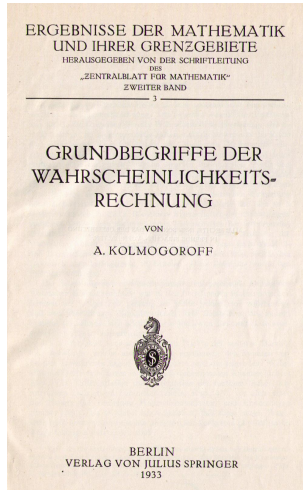 ERGEBNISSE DER MATHEMATIK
UND IHRER GRENZGEBIETE
HERAUSGEGEBEN VON DER SCHRIFTLEITUNG
DES
„ZENTRALBLATT FÜR MATHEMATIK“
ZWEITER BAND
3
GRUNDBEGRIFFE DER
WAHRSCHEINLICHKEITS-
RECHNUNG
VON
A. KOLMOGOROFF
BERLIN
VERLAG VON JULIUS SPRINGER
1933